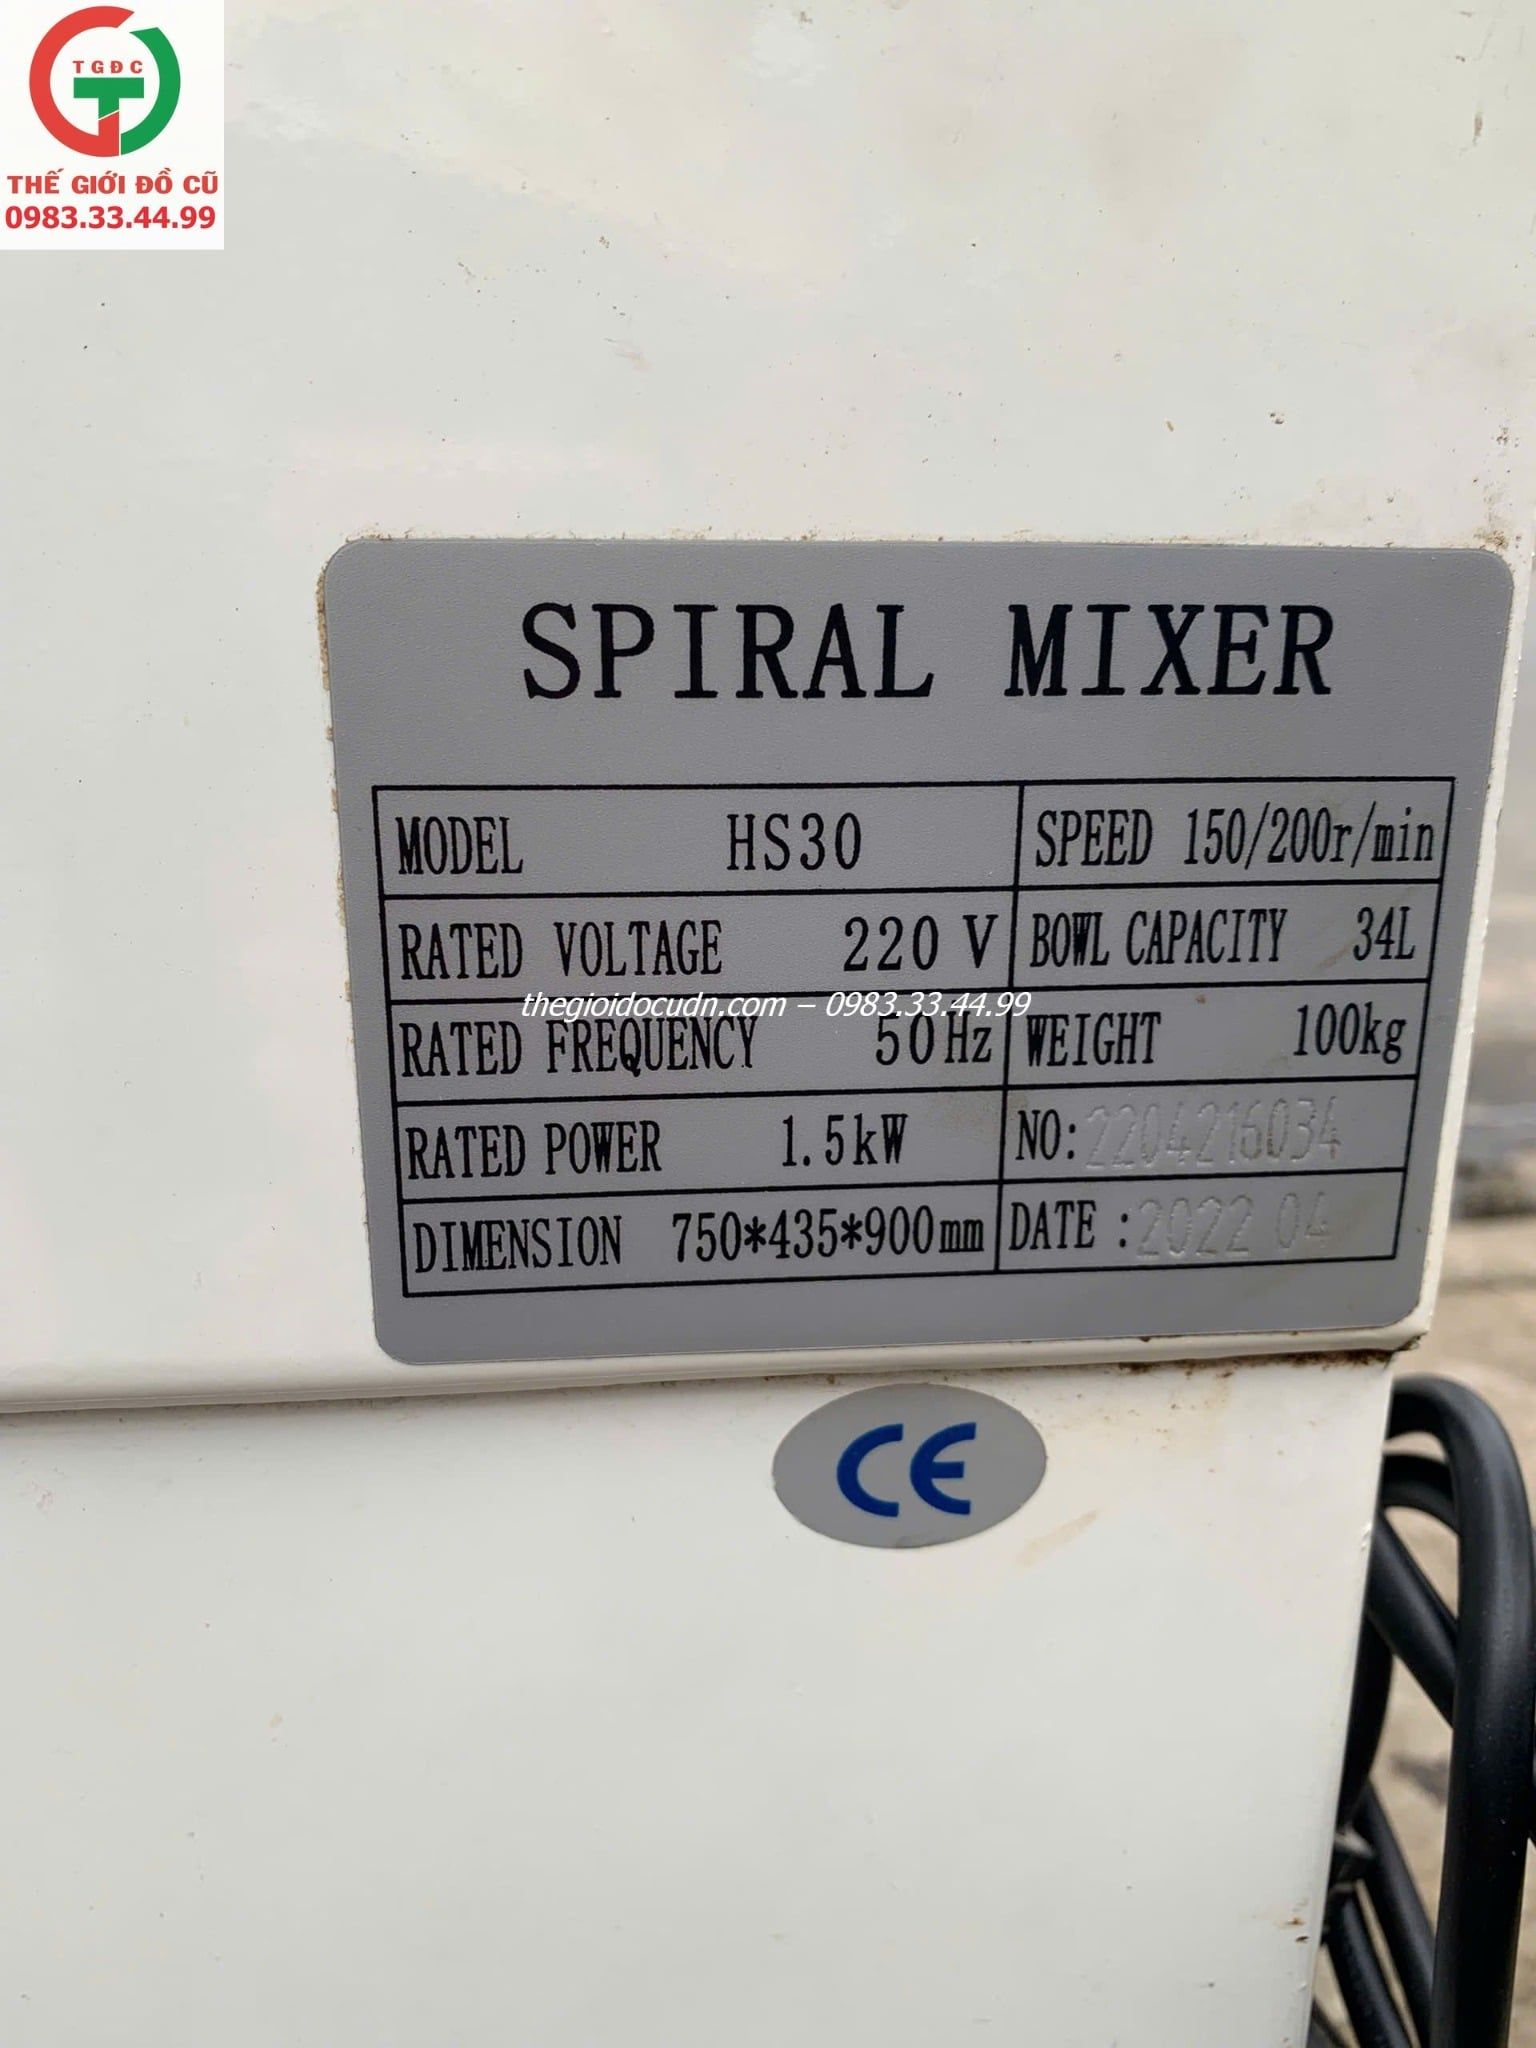 TGĐC
THẾ GIỚI ĐỒ CŨ
0983.33.44.99
SPIRAL MIXER
MODEL HS30 SPEED 150/200r/min
RATED VOLTAGE 220 V BOWL CAPACITY 34L
thegioidocudn.com – 0983.33.44.99
RATED FREQUENCY 50Hz WEIGHT 100kg
RATED POWER 1.5kW NO: 2204216034
DIMENSION 750*435*900mm DATE : 2022 04
CE